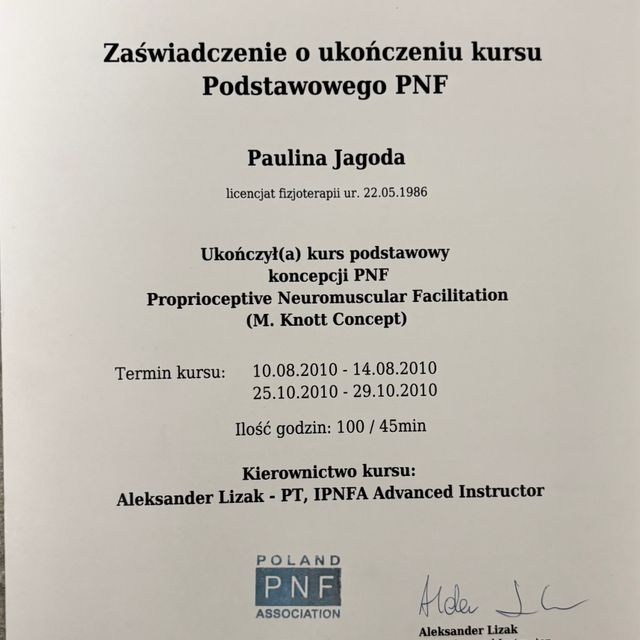 Zaświadczenie o ukończeniu kursu
Podstawowego PNF
Paulina Jagoda
licencjat fizjoterapii ur. 22.05.1986
Ukończył(a) kurs podstawowy
koncepcji PNF
Proprioceptive Neuromuscular Facilitation
(M. Knott Concept)
Termin kursu: 10.08.2010 - 14.08.2010
25.10.2010 - 29.10.2010
Ilość godzin: 100 / 45min
Kierownictwo kursu:
Aleksander Lizak - PT, IPNFA Advanced Instructor
POLAND
PNF
ASSOCIATION
Aleksander Lizak